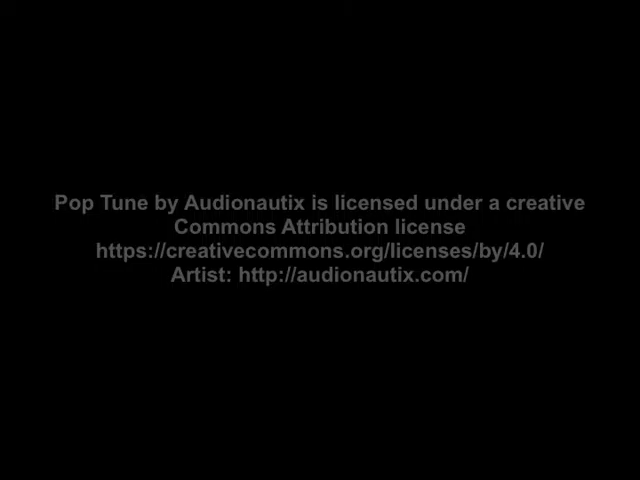 Pop Tune by Audionautix is licensed under a creative
Commons Attribution license
https://creativecommons.org/licenses/by/4.0/
Artist: http://audionautix.com/